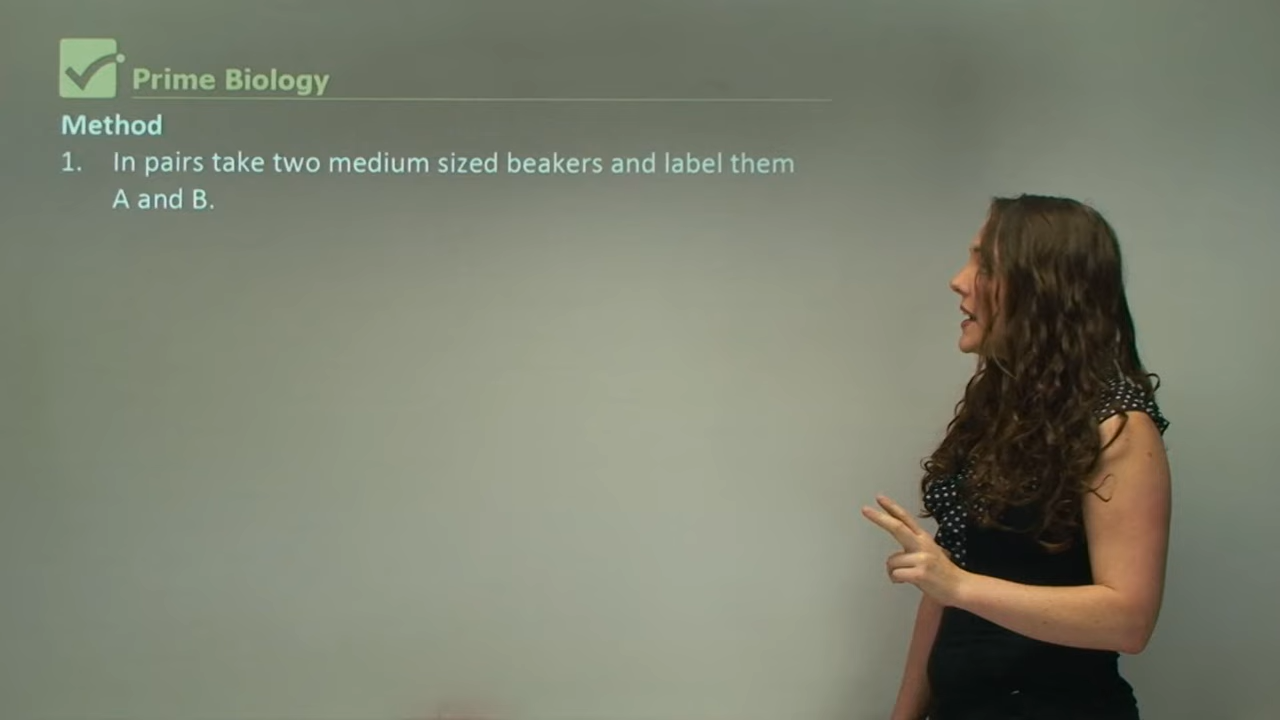 Prime Biology
Method
1. In pairs take two medium sized beakers and label them
A and B.